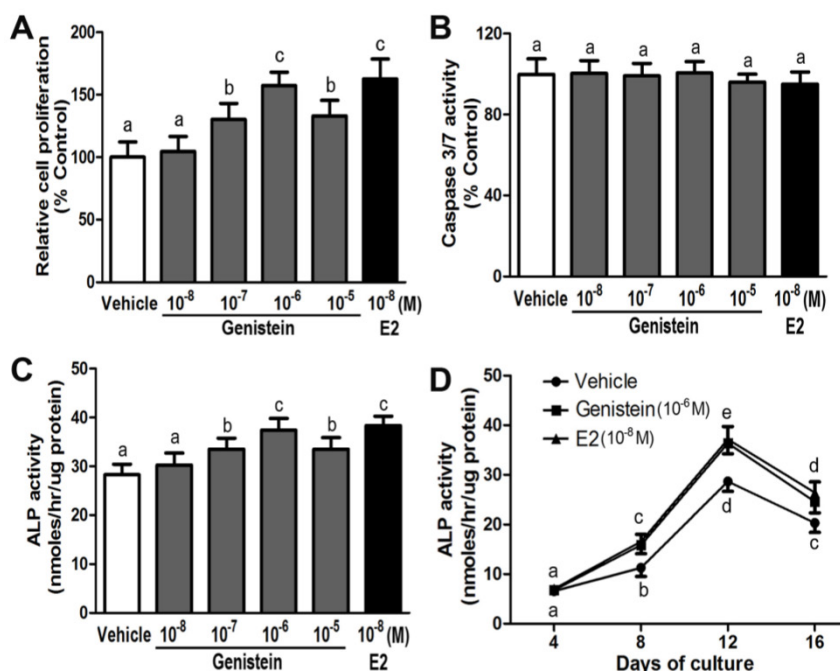 A
Relative cell proliferation
(% Control)
200
150
100
50
0
a
a
b
c
b
c
Vehicle 10⁻⁸ 10⁻⁷ 10⁻⁶ 10⁻⁵ 10⁻⁸ (M)
Genistein E2
B
Caspase 3/7 activity
(% Control)
120
80
40
0
a
a
a
a
a
a
Vehicle 10⁻⁸ 10⁻⁷ 10⁻⁶ 10⁻⁵ 10⁻⁸ (M)
Genistein E2
C
ALP activity
(nmoles/hr/ug protein)
50
40
30
20
10
0
a
a
b
c
b
c
Vehicle 10⁻⁸ 10⁻⁷ 10⁻⁶ 10⁻⁵ 10⁻⁸ (M)
Genistein E2
D
ALP activity
(nmoles/hr/ug protein)
50
40
30
20
10
0
Vehicle
Genistein (10⁻⁶ M)
E2 (10⁻⁸ M)
a
a
c
b
e
d
d
c
4 8 12 16
Days of culture